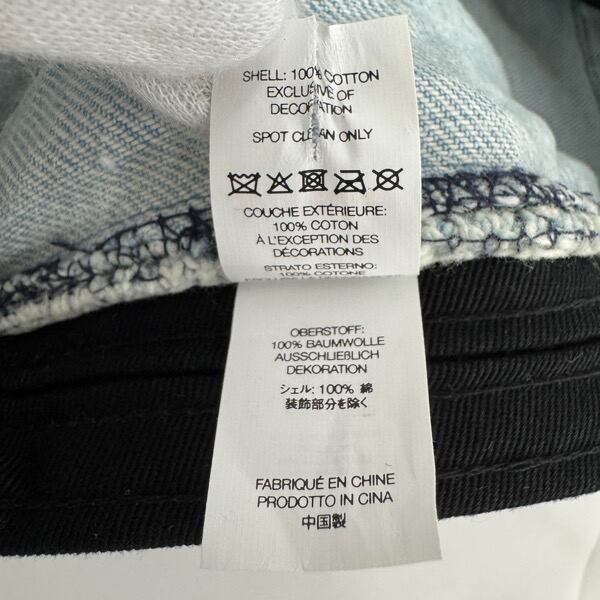 SHELL: 100% COTTON
EXCLUSIVE OF
DECORATION
SPOT CLEAN ONLY
COUCHE EXTÉRIEURE:
100% COTON
À L'EXCEPTION DES
DÉCORATIONS
STRATO ESTERNO:
100% COTONE
OBERSTOFF:
100% BAUMWOLLE
AUSSCHLIEßLICH
DEKORATION
シェル: 100% 綿
装飾部分を除く
FABRIQUÉ EN CHINE
PRODOTTO IN CINA
中国製